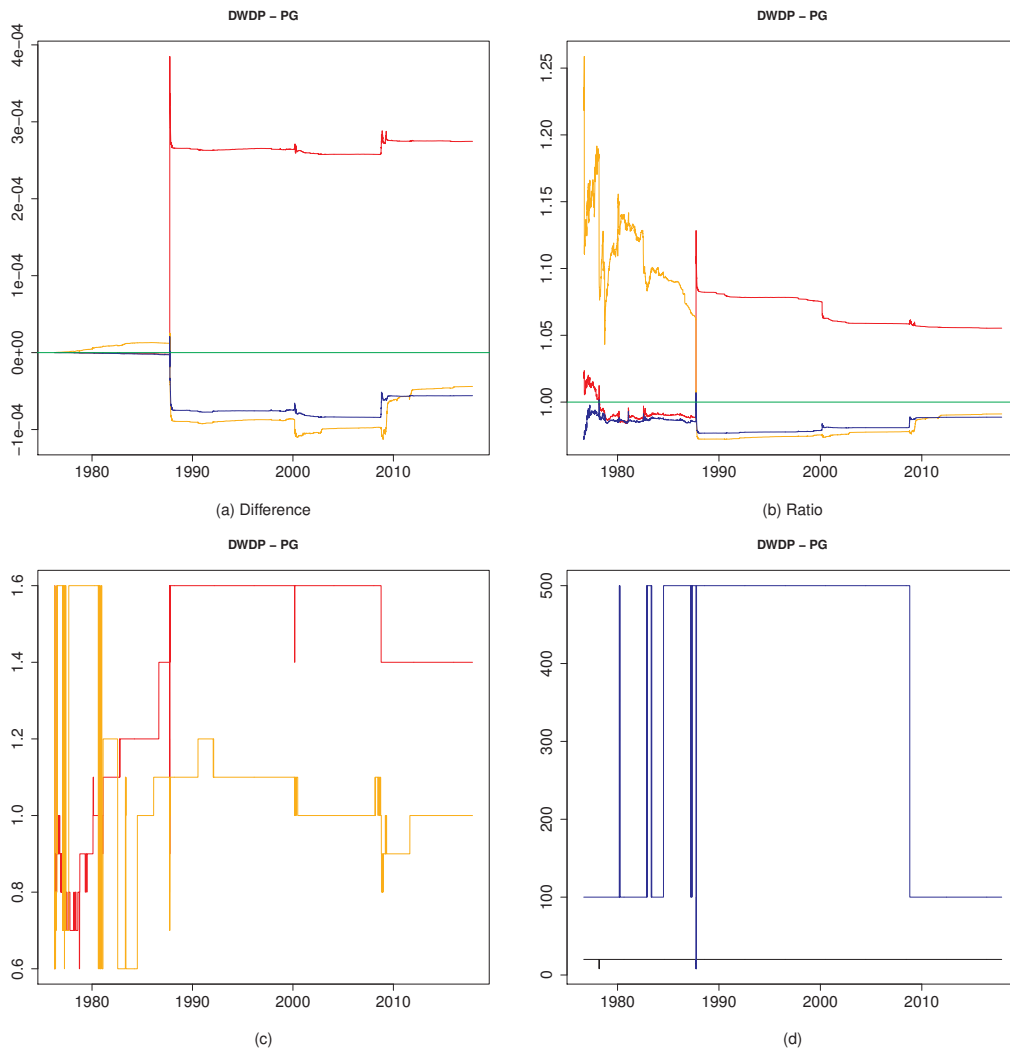 DWDP − PG
4e−04
3e−04
2e−04
1e−04
0e+00
−1e−04
1980 1990 2000 2010
(a) Difference
DWDP − PG
1.25
1.20
1.15
1.10
1.05
1.00
1980 1990 2000 2010
(b) Ratio
DWDP − PG
1.6
1.4
1.2
1.0
0.8
0.6
1980 1990 2000 2010
(c)
DWDP − PG
500
400
300
200
100
0
1980 1990 2000 2010
(d)